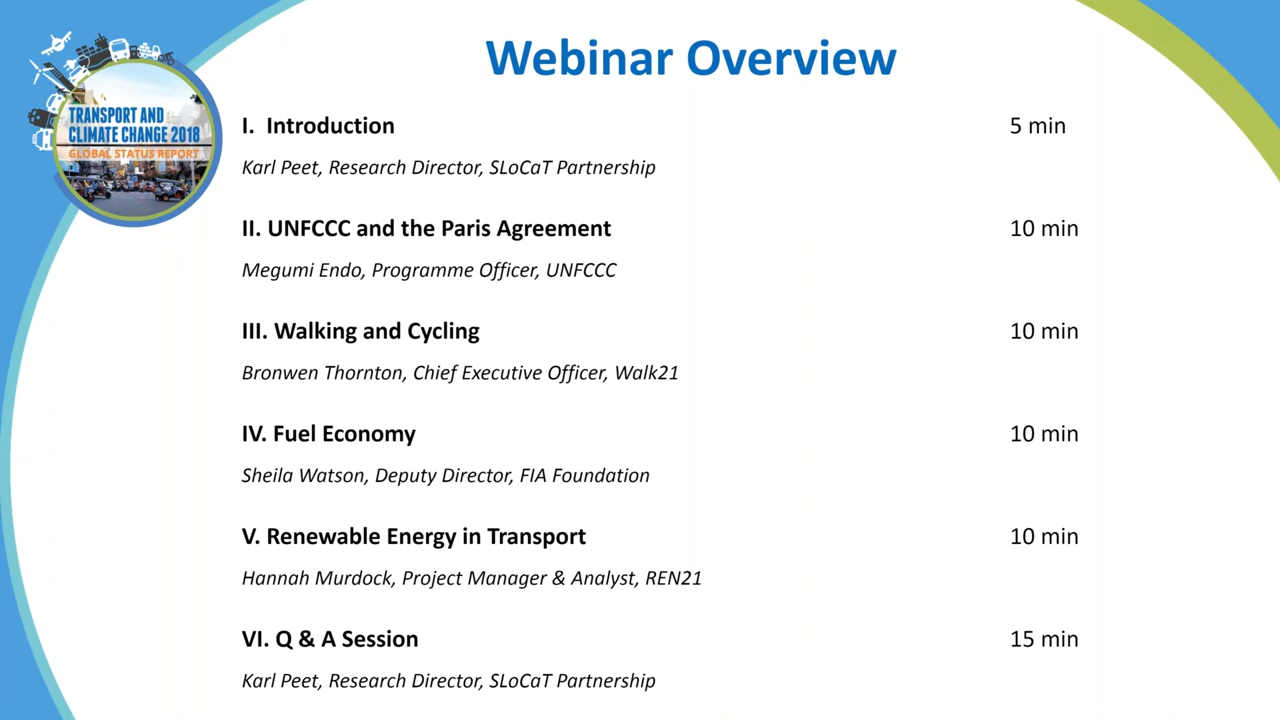 Webinar Overview
TRANSPORT AND
CLIMATE CHANGE 2018
GLOBAL STATUS REPORT
I. Introduction 5 min
Karl Peet, Research Director, SLoCaT Partnership
II. UNFCCC and the Paris Agreement 10 min
Megumi Endo, Programme Officer, UNFCCC
III. Walking and Cycling 10 min
Bronwen Thornton, Chief Executive Officer, Walk21
IV. Fuel Economy 10 min
Sheila Watson, Deputy Director, FIA Foundation
V. Renewable Energy in Transport 10 min
Hannah Murdock, Project Manager & Analyst, REN21
VI. Q & A Session 15 min
Karl Peet, Research Director, SLoCaT Partnership